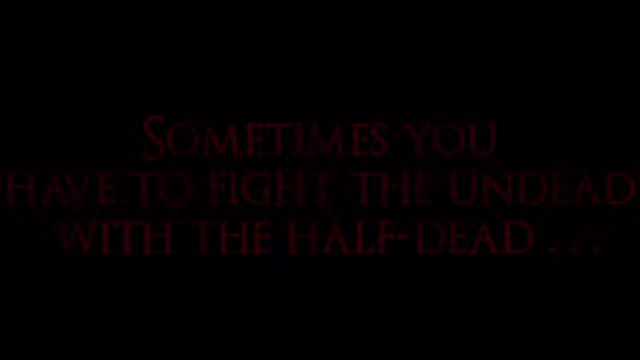 SOMETIMES YOU
HAVE TO FIGHT THE UNDEAD
WITH THE HALF-DEAD . . .